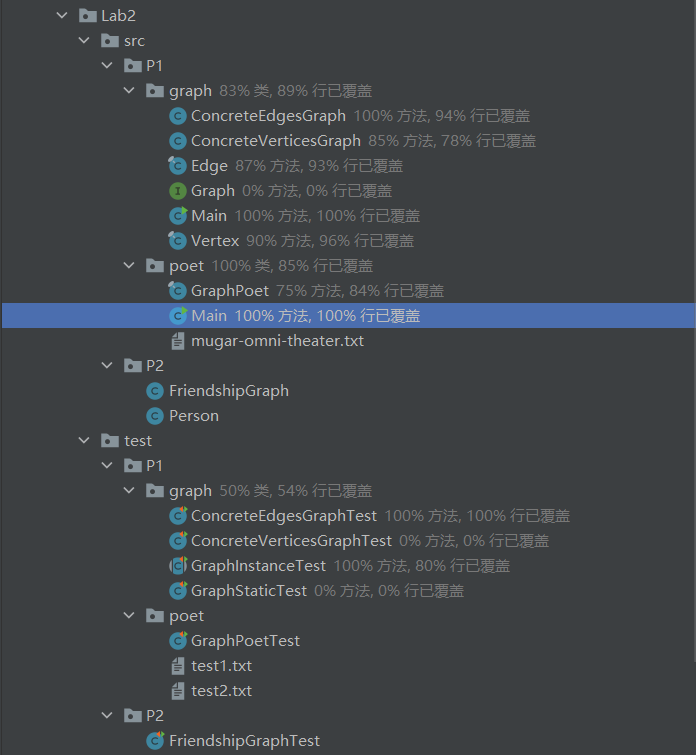 Lab2
src
P1
graph 83% 类, 89% 行已覆盖
ConcreteEdgesGraph 100% 方法, 94% 行已覆盖
ConcreteVerticesGraph 85% 方法, 78% 行已覆盖
Edge 87% 方法, 93% 行已覆盖
Graph 0% 方法, 0% 行已覆盖
Main 100% 方法, 100% 行已覆盖
Vertex 90% 方法, 96% 行已覆盖
poet 100% 类, 85% 行已覆盖
GraphPoet 75% 方法, 84% 行已覆盖
Main 100% 方法, 100% 行已覆盖
mugar-omni-theater.txt
P2
FriendshipGraph
Person
test
P1
graph 50% 类, 54% 行已覆盖
ConcreteEdgesGraphTest 100% 方法, 100% 行已覆盖
ConcreteVerticesGraphTest 0% 方法, 0% 行已覆盖
GraphInstanceTest 100% 方法, 80% 行已覆盖
GraphStaticTest 0% 方法, 0% 行已覆盖
poet
GraphPoetTest
test1.txt
test2.txt
P2
FriendshipGraphTest